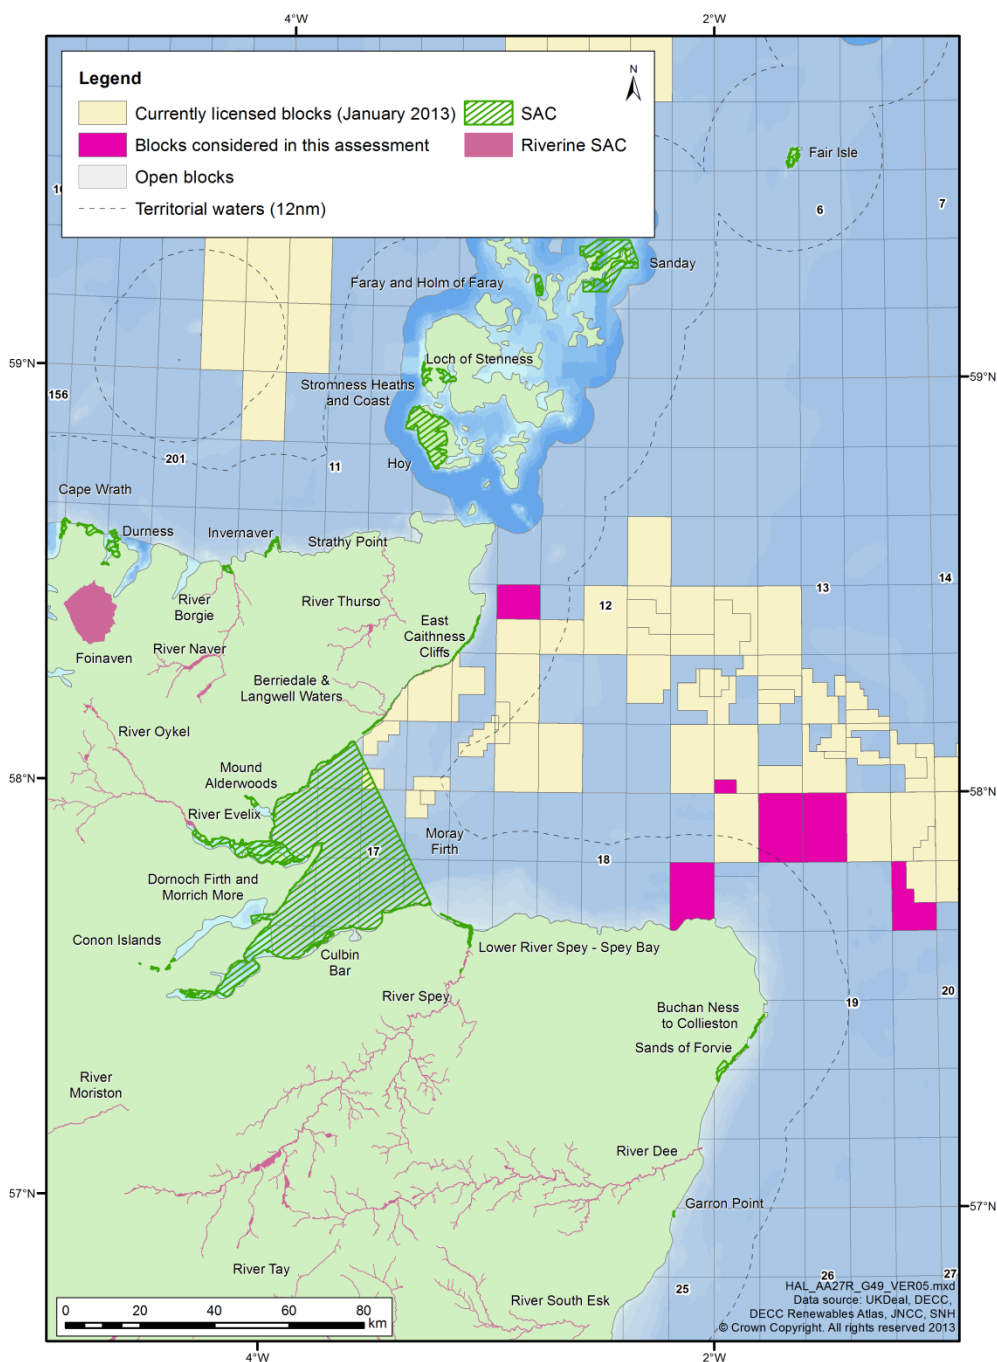 4°W
2°W
Legend
Currently licensed blocks (January 2013)
SAC
Blocks considered in this assessment
Riverine SAC
Open blocks
Territorial waters (12nm)
N
Fair Isle
6
7
Sanday
Faray and Holm of Faray
59°N
Loch of Stenness
59°N
Stromness Heaths
and Coast
156
201
11
Hoy
Cape Wrath
Durness
Invernaver
Strathy Point
13
14
River
Borgie
River Thurso
12
East
Caithness
Cliffs
River Naver
Foinaven
Berriedale &
Langwell Waters
River Oykel
58°N
Mound
Alderwoods
58°N
River Evelix
Moray
Firth
17
18
Dornoch Firth and
Morrich More
Conon Islands
Culbin
Bar
Lower River Spey - Spey Bay
River Spey
20
19
Buchan Ness
to Collieston
Sands of Forvie
River
Moriston
River Dee
57°N
Garron Point
57°N
River Tay
26
27
25
River South Esk
HAL_AA27R_G49_VER05.mxd
Data source: UKDeal, DECC,
DECC Renewables Atlas, JNCC, SNH
© Crown Copyright. All rights reserved 2013
0 20 40 60 80
km
4°W
2°W